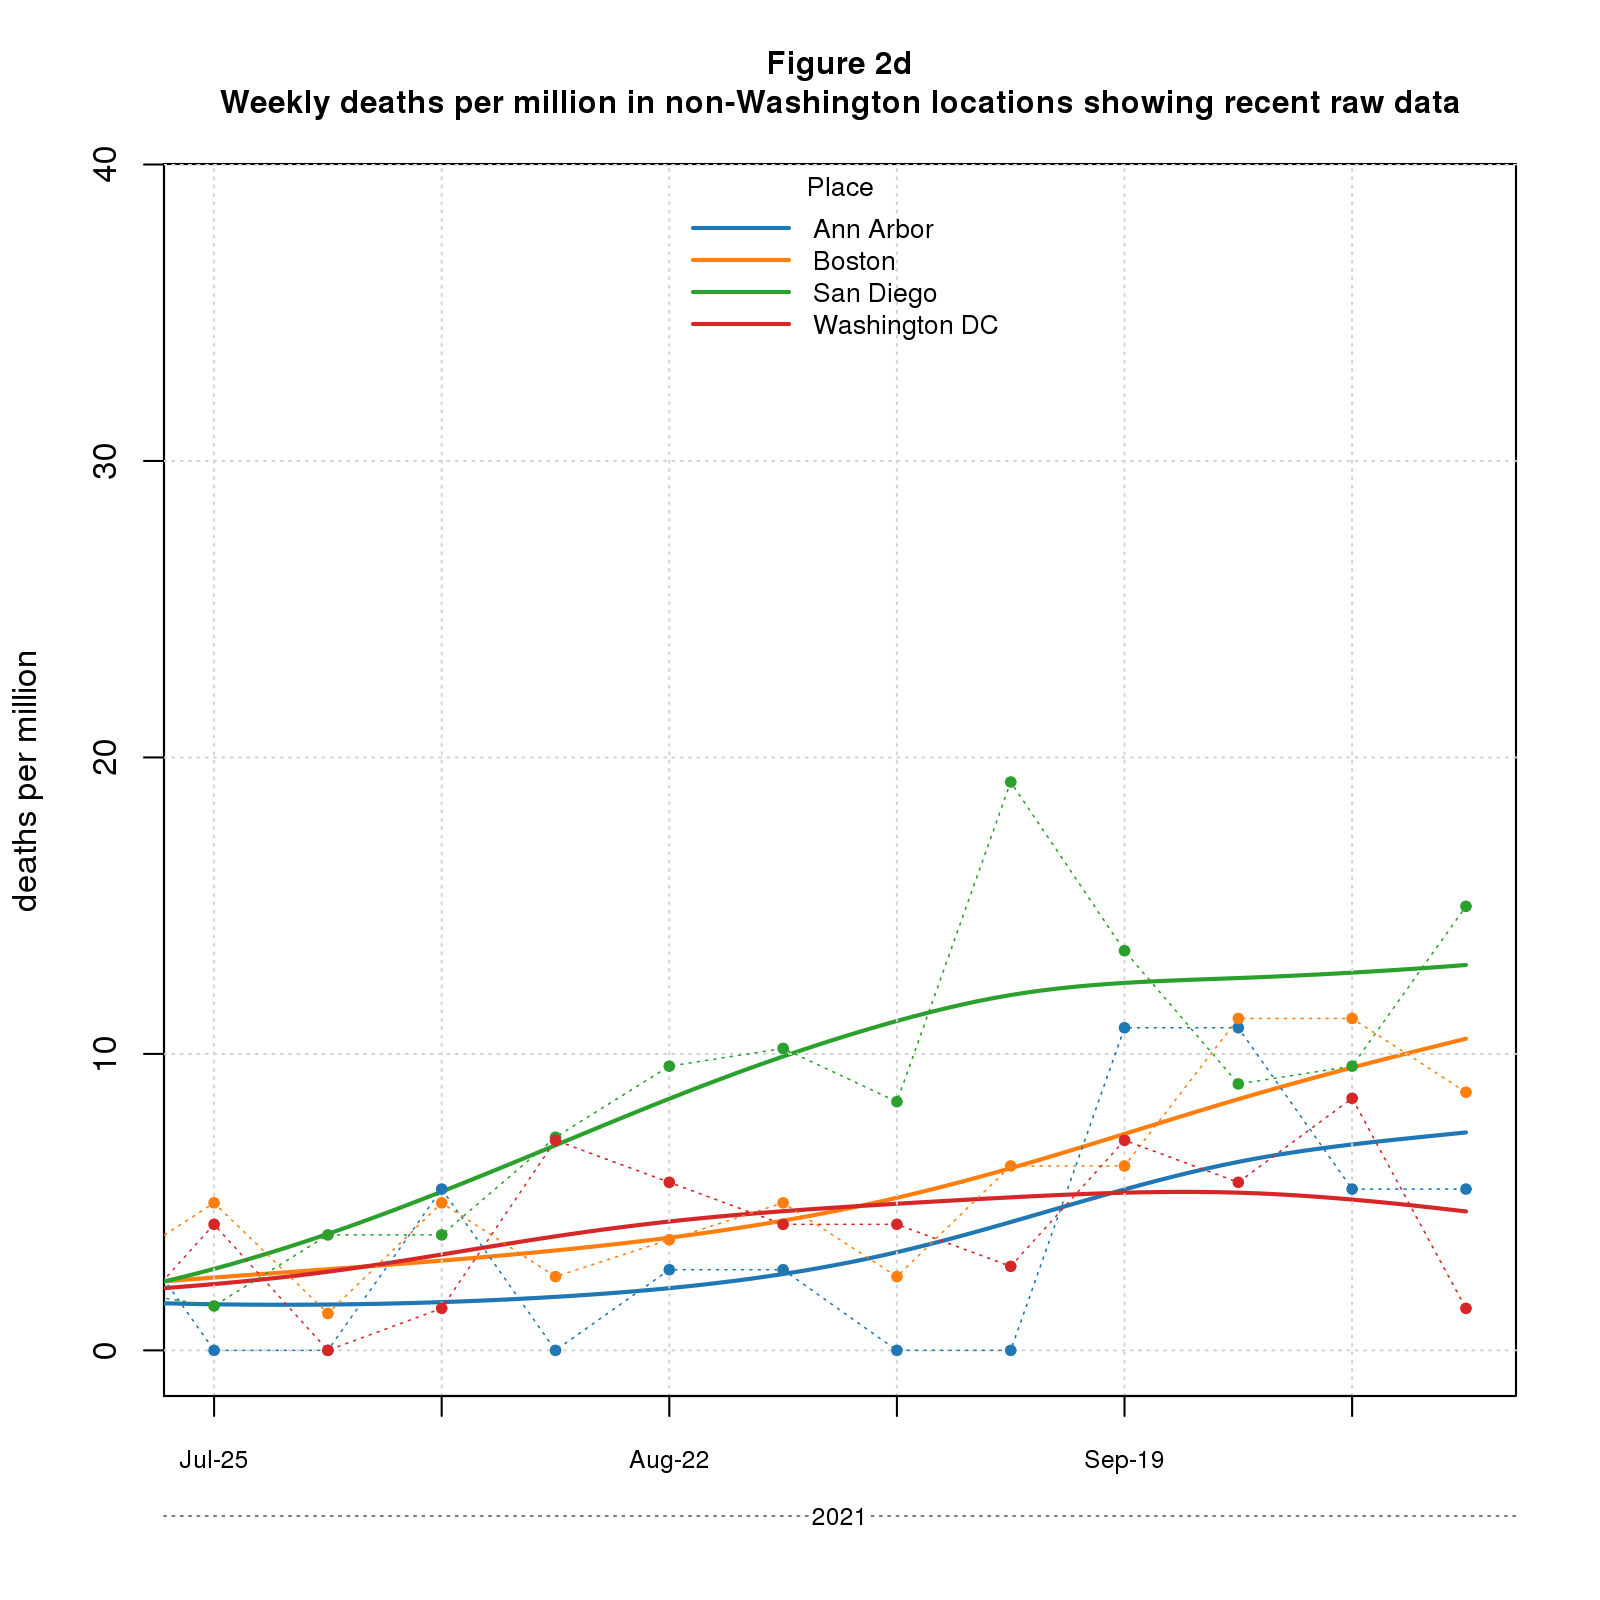 Figure 2d
Weekly deaths per million in non-Washington locations showing recent raw data
Place
Ann Arbor
Boston
San Diego
Washington DC
deaths per million
40
30
20
10
0
Jul-25
Aug-22
Sep-19
2021